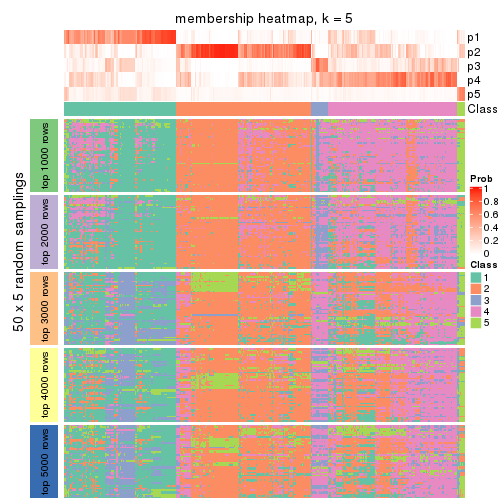 membership heatmap, k = 5
p1
p2
p3
p4
p5
Class
50 x 5 random samplings
top 1000 rows
top 2000 rows
top 3000 rows
top 4000 rows
top 5000 rows
Prob
1
0.8
0.6
0.4
0.2
0
Class
1
2
3
4
5